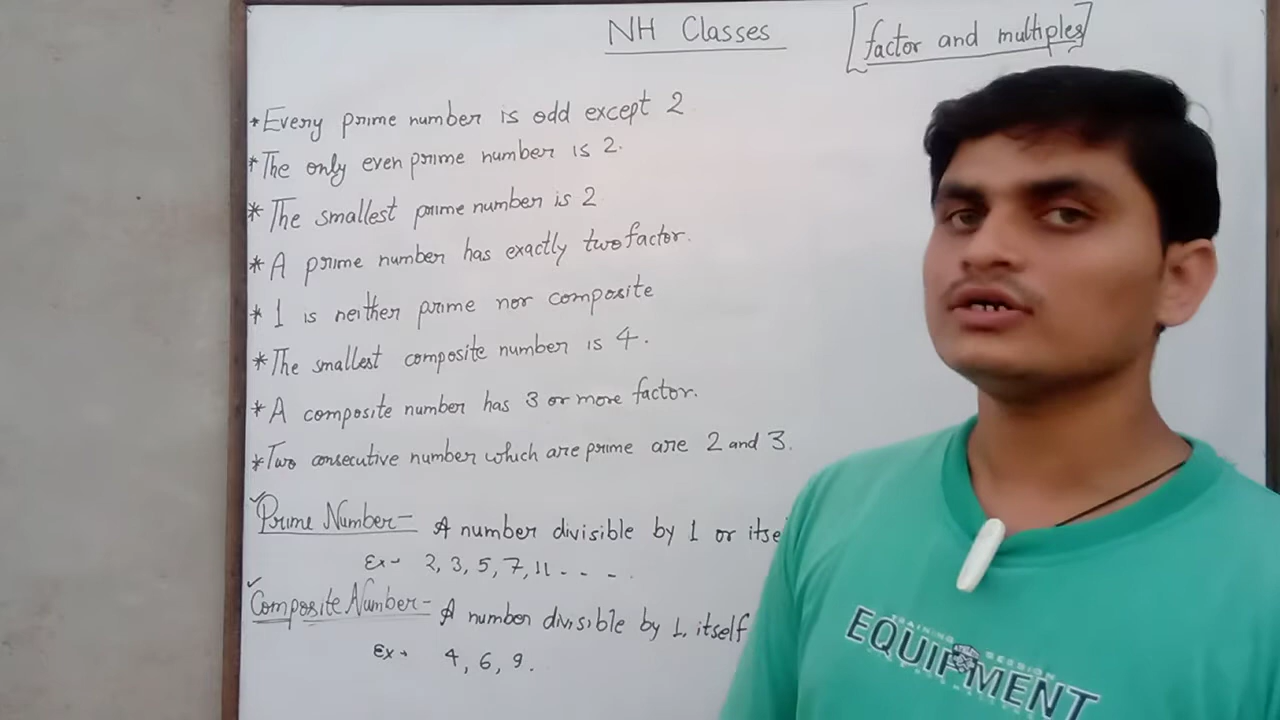 NH Classes
[factor and multiples]
* Every prime number is odd except 2
* The only even prime number is 2.
* The smallest prime number is 2
* A prime number has exactly two factor.
* 1 is neither prime nor composite
* The smallest composite number is 4.
* A composite number has 3 or more factor.
* Two consecutive number which are prime are 2 and 3.
Prime Number- A number divisible by 1 or itse
Ex- 2, 3, 5, 7, 11 - - - .
Composite Number- A number divisible by 1, itself
Ex- 4, 6, 9.
TRAINING SESSION
EQUIPMENT